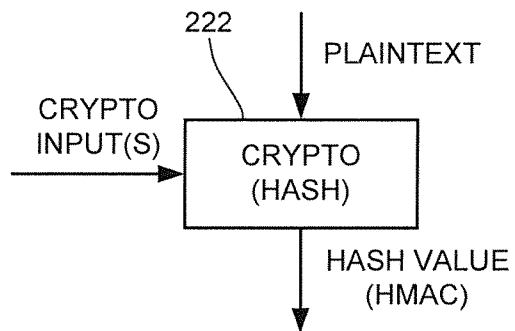 222
PLAINTEXT
CRYPTO
INPUT(S)
CRYPTO
(HASH)
HASH VALUE
(HMAC)